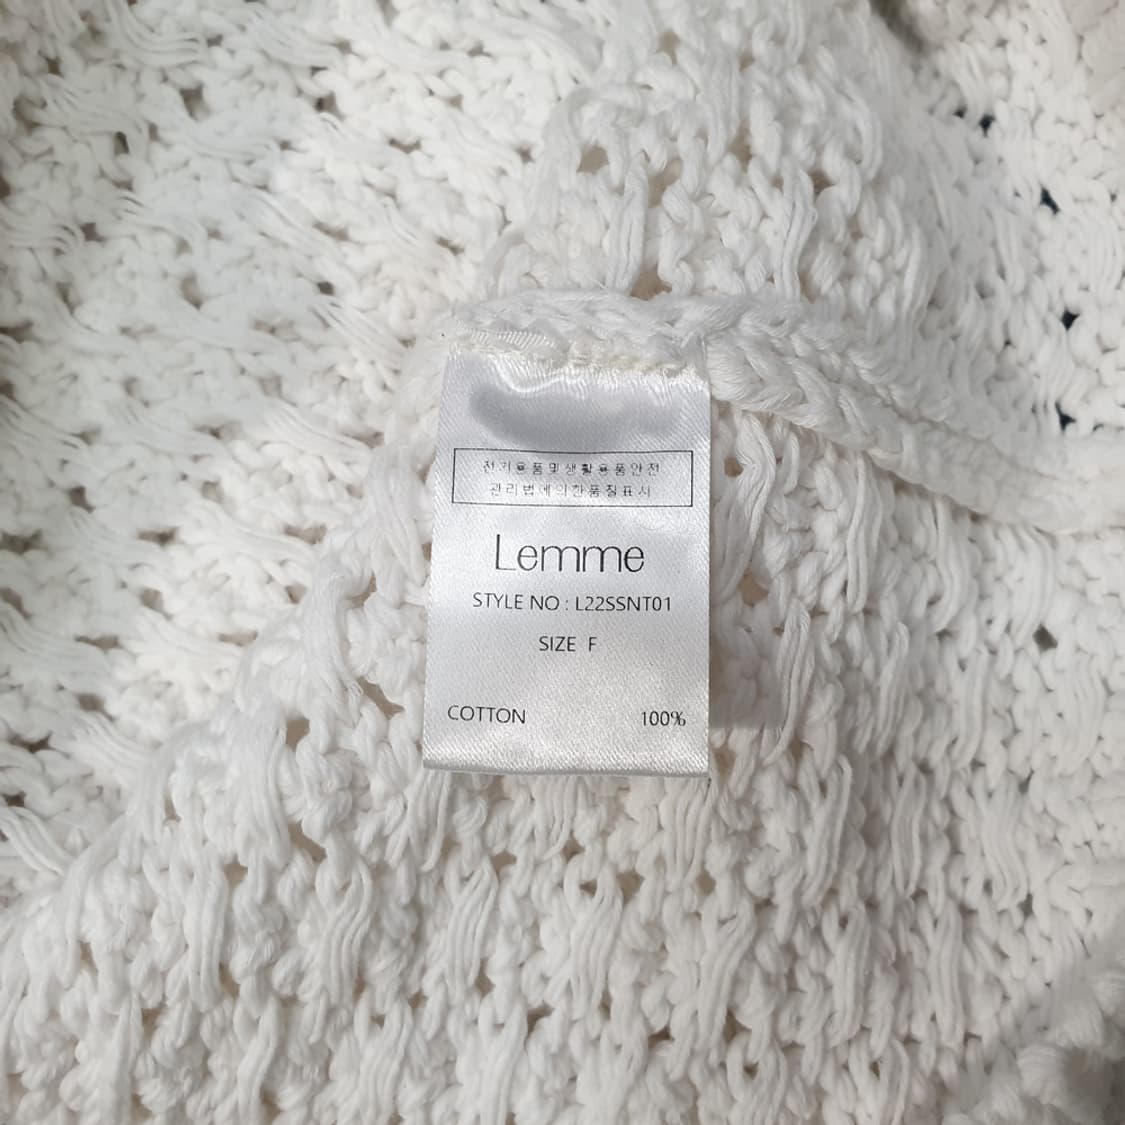 전기용품및생활용품안전
관리법에의한품질표시
Lemme
STYLE NO : L22SSNT01
SIZE F
COTTON 100%